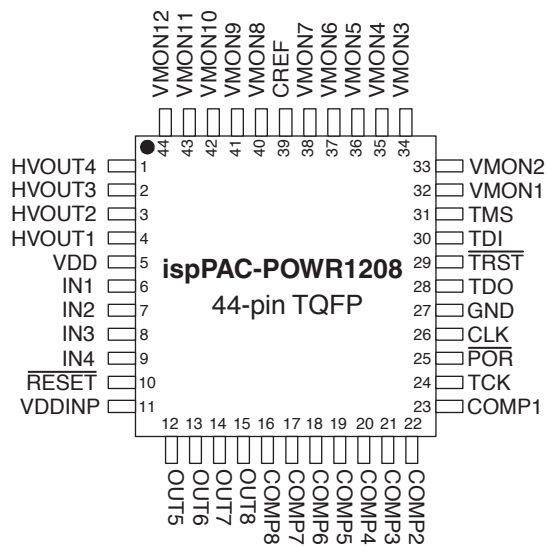 VMON12
VMON11
VMON10
VMON9
VMON8
CREF
VMON7
VMON6
VMON5
VMON4
VMON3
44
43
42
41
40
39
38
37
36
35
34
HVOUT4 1
HVOUT3 2
HVOUT2 3
HVOUT1 4
VDD 5
IN1 6
IN2 7
IN3 8
IN4 9
RESET 10
VDDINP 11
ispPAC-POWR1208
44-pin TQFP
33 VMON2
32 VMON1
31 TMS
30 TDI
29 TRST
28 TDO
27 GND
26 CLK
25 POR
24 TCK
23 COMP1
12 13 14 15 16 17 18 19 20 21 22
OUT5
OUT6
OUT7
OUT8
COMP8
COMP7
COMP6
COMP5
COMP4
COMP3
COMP2